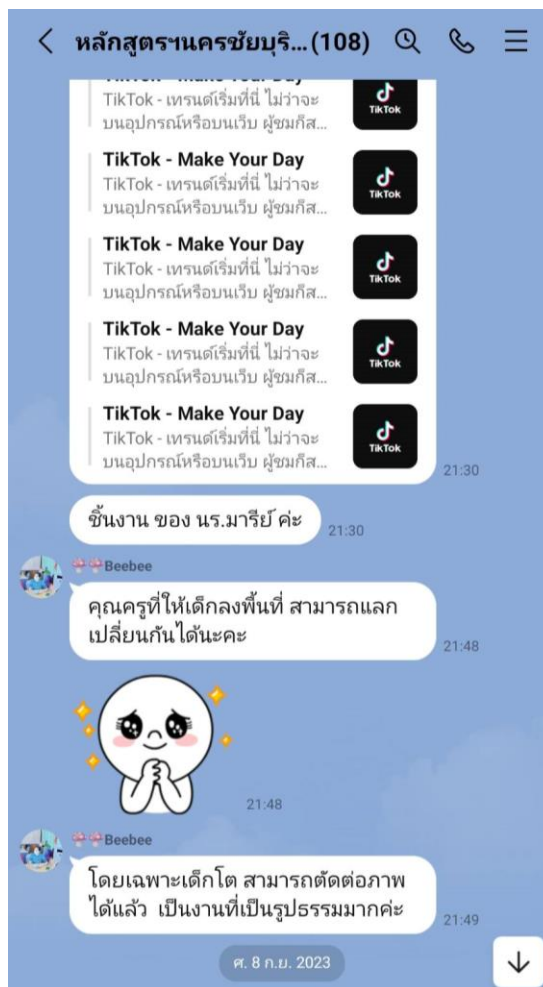 หลักสูตรฯนครชัยบุริ...(108)
TikTok - Make Your Day
TikTok - เทรนด์เริ่มที่นี่ ไม่ว่าจะ
บนอุปกรณ์หรือบนเว็บ ผู้ชมก็ส...
TikTok
TikTok - Make Your Day
TikTok - เทรนด์เริ่มที่นี่ ไม่ว่าจะ
บนอุปกรณ์หรือบนเว็บ ผู้ชมก็ส...
TikTok
TikTok - Make Your Day
TikTok - เทรนด์เริ่มที่นี่ ไม่ว่าจะ
บนอุปกรณ์หรือบนเว็บ ผู้ชมก็ส...
TikTok
TikTok - Make Your Day
TikTok - เทรนด์เริ่มที่นี่ ไม่ว่าจะ
บนอุปกรณ์หรือบนเว็บ ผู้ชมก็ส...
TikTok
TikTok - Make Your Day
TikTok - เทรนด์เริ่มที่นี่ ไม่ว่าจะ
บนอุปกรณ์หรือบนเว็บ ผู้ชมก็ส...
TikTok
21:30
ชิ้นงาน ของ นร.มารีย์ ค่ะ
21:30
Beebee
คุณครูที่ให้เด็กลงพื้นที่ สามารถแลก
เปลี่ยนกันได้นะคะ
21:48
21:48
Beebee
โดยเฉพาะเด็กโต สามารถตัดต่อภาพ
ได้แล้ว เป็นงานที่เป็นรูปธรรมมากค่ะ
21:49
ศ. 8 ก.ย. 2023